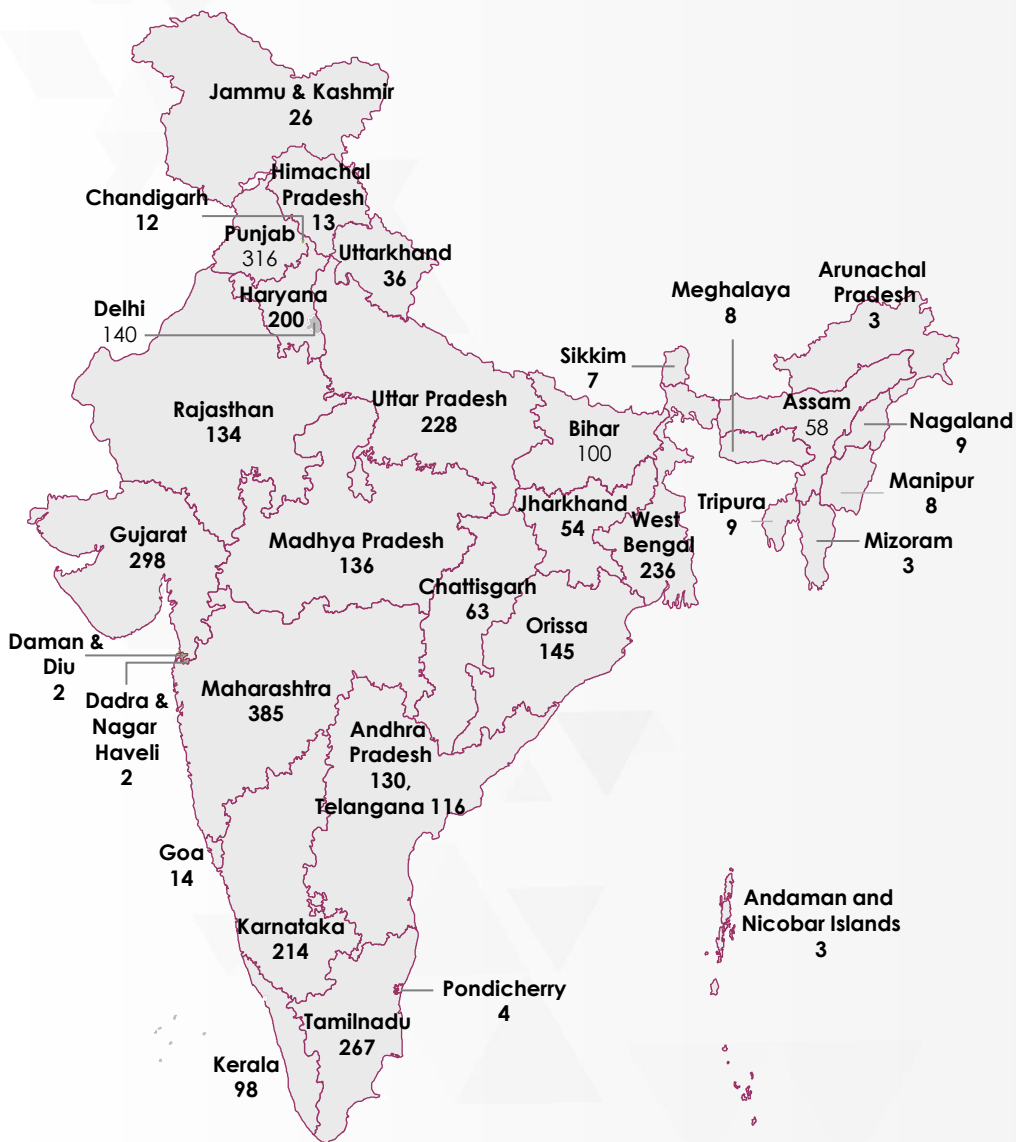 Jammu & Kashmir
26
Himachal
Pradesh
13
Chandigarh
12
Punjab
316
Uttarkhand
36
Haryana
200
Delhi
140
Arunachal
Pradesh
3
Meghalaya
8
Sikkim
7
Rajasthan
134
Uttar Pradesh
228
Bihar
100
Assam
58
Nagaland
9
Manipur
8
Tripura
9
Mizoram
3
Jharkhand
54
West
Bengal
236
Gujarat
298
Madhya Pradesh
136
Chattisgarh
63
Orissa
145
Daman &
Diu
2
Dadra &
Nagar
Haveli
2
Maharashtra
385
Andhra
Pradesh
130,
Telangana 116
Goa
14
Karnataka
214
Andaman and
Nicobar Islands
3
Pondicherry
4
Tamilnadu
267
Kerala
98